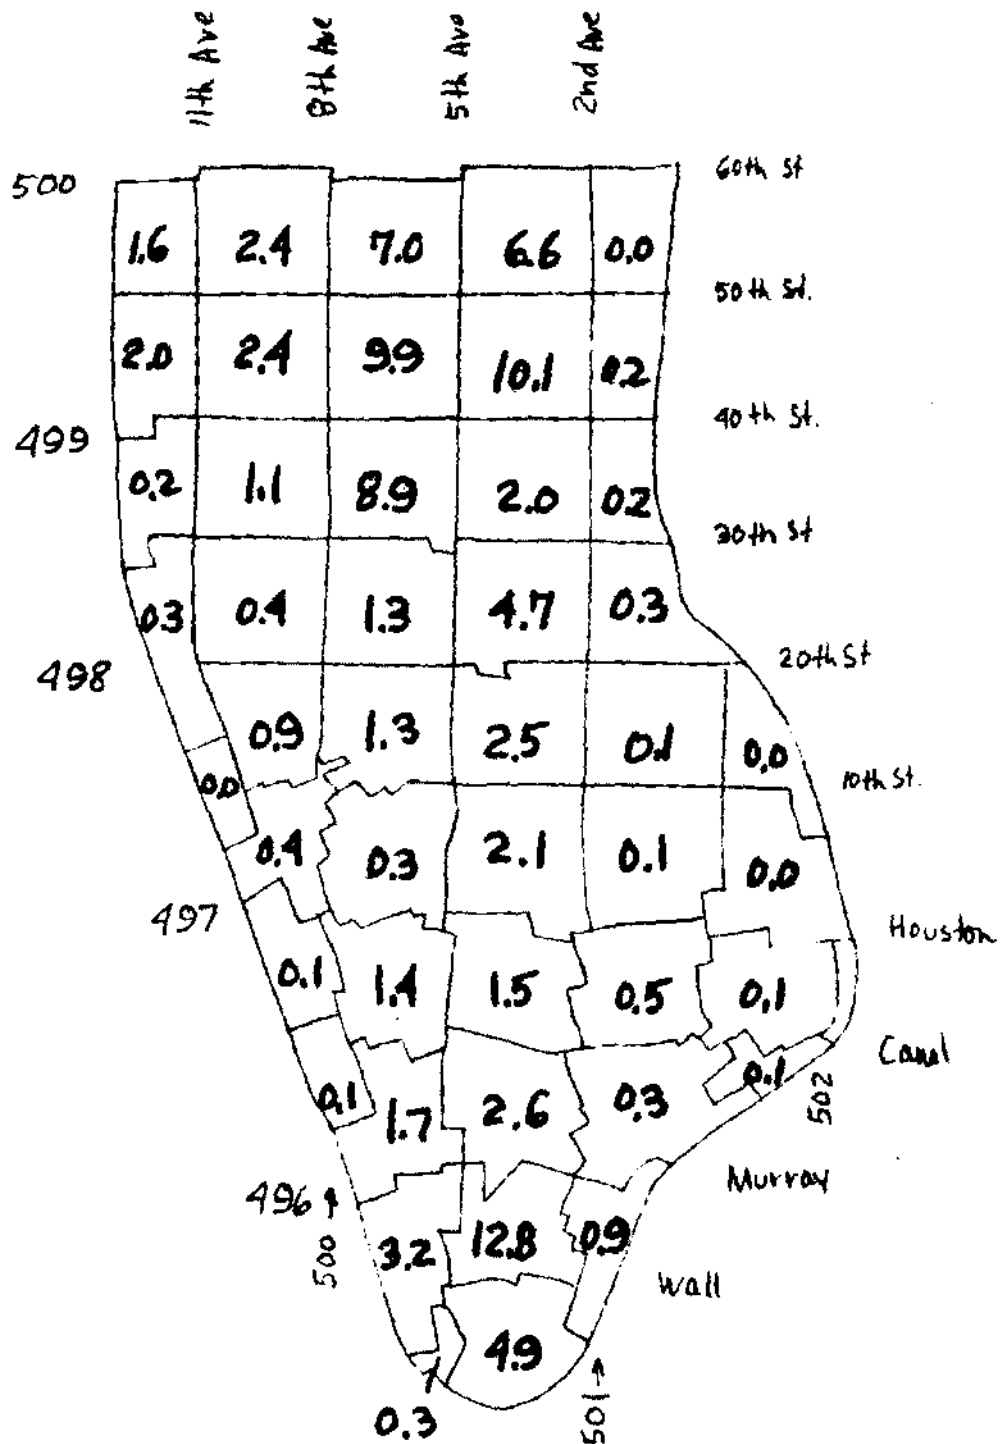 11th Ave 8th Ave 5th Ave 2nd Ave
60th St
500
1.6 2.4 7.0 6.6 0.0
50th St.
2.0 2.4 9.9 10.1 0.2
40th St.
499
0.2 1.1 8.9 2.0 0.2
30th St
0.3 0.4 1.3 4.7 0.3
20th St
498
0.9 1.3 2.5 0.1 0.0
0.0
10th St.
0.4 0.3 2.1 0.1 0.0
497
Houston
0.1 1.4 1.5 0.5 0.1
Canal
0.1 1.7 2.6 0.3 0.1
502
Murray
496
500
3.2 12.8 0.9
Wall
4.9
0.3
501